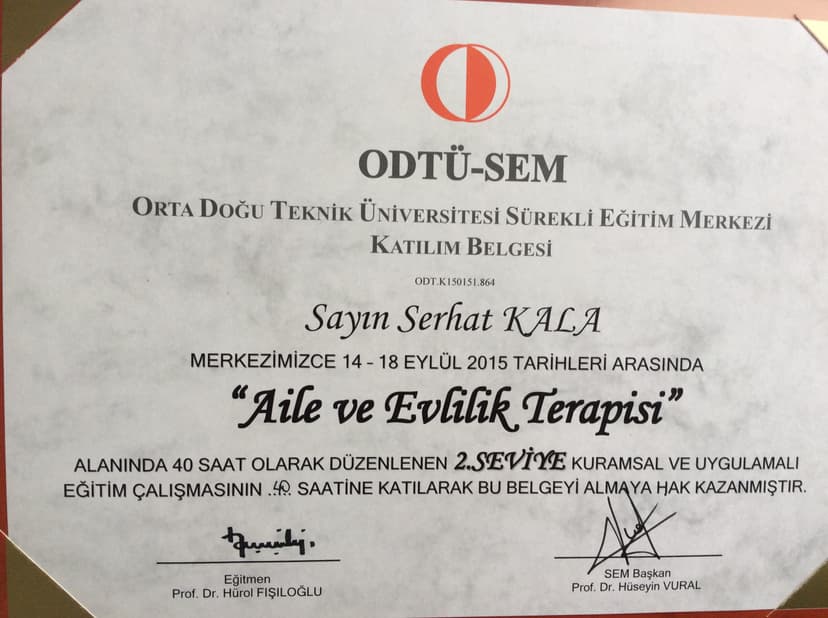 ODTÜ-SEM
ORTA DOĞU TEKNİK ÜNİVERSİTESİ SÜREKLİ EĞİTİM MERKEZİ
KATILIM BELGESİ
ODT.K150151.864
Sayın Serhat KALA
MERKEZİMİZCE 14 - 18 EYLÜL 2015 TARİHLERİ ARASINDA
“Aile ve Evlilik Terapisi”
ALANINDA 40 SAAT OLARAK DÜZENLENEN 2.SEVİYE KURAMSAL VE UYGULAMALI
EĞİTİM ÇALIŞMASININ .40. SAATİNE KATILARAK BU BELGEYİ ALMAYA HAK KAZANMIŞTIR.
Eğitmen
Prof. Dr. Hürol FIŞILOĞLU
SEM Başkan
Prof. Dr. Hüseyin VURAL